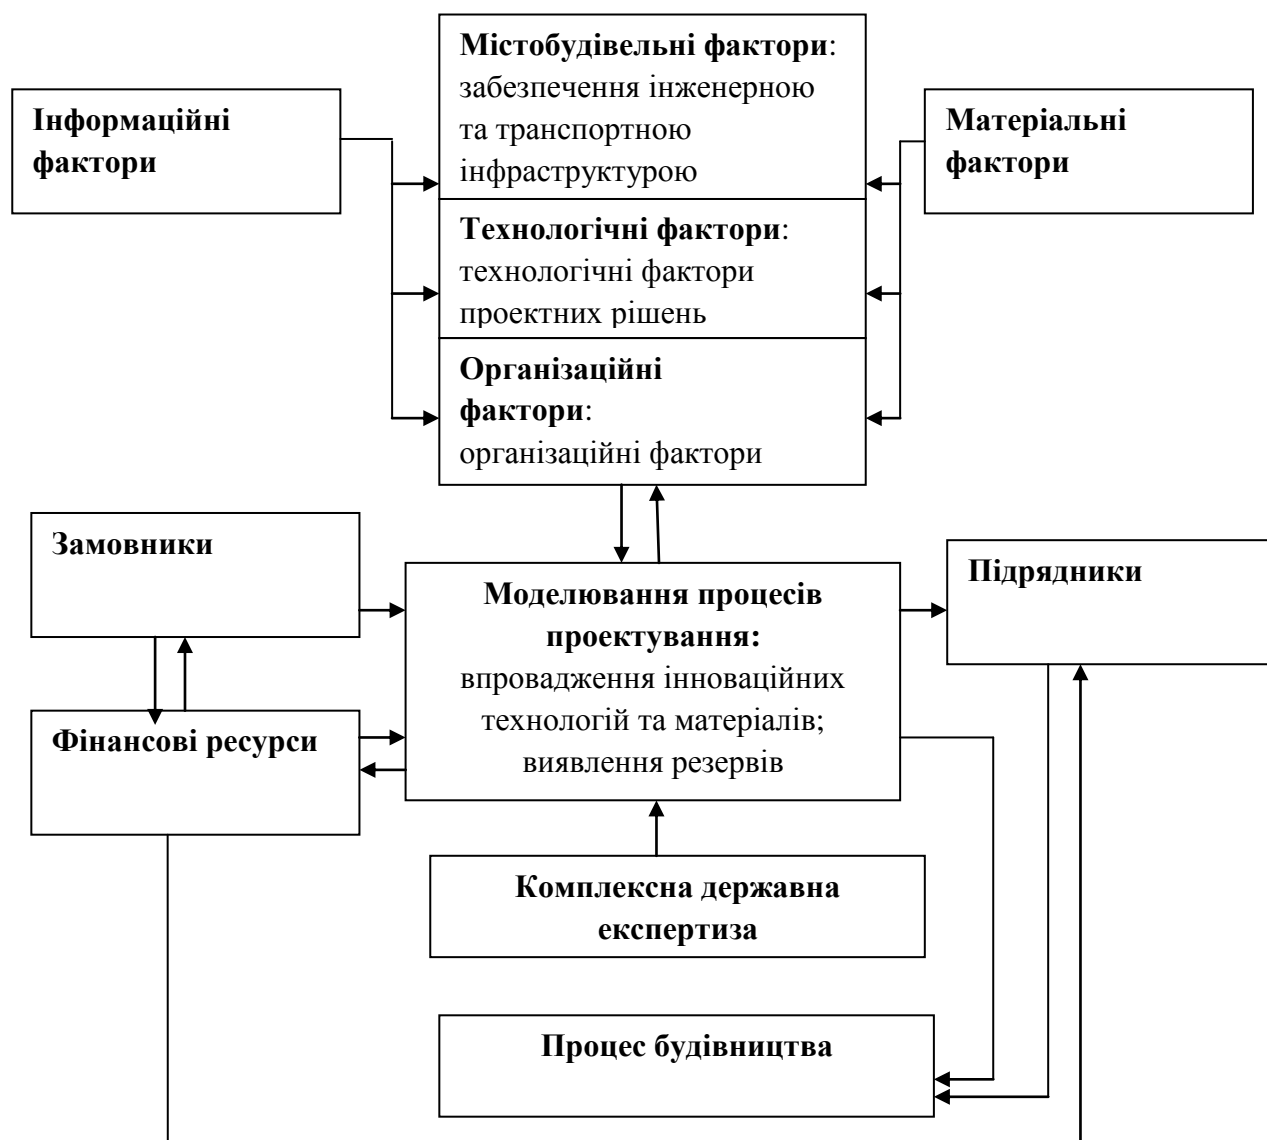 Містобудівельні фактори:
забезпечення інженерною
та транспортною
інфраструктурою
Інформаційні
фактори
Матеріальні
фактори
Технологічні фактори:
технологічні фактори
проектних рішень
Організаційні
фактори:
організаційні фактори
Замовники
Підрядники
Моделювання процесів
проектування:
впровадження інноваційних
технологій та матеріалів;
виявлення резервів
Фінансові ресурси
Комплексна державна
експертиза
Процес будівництва